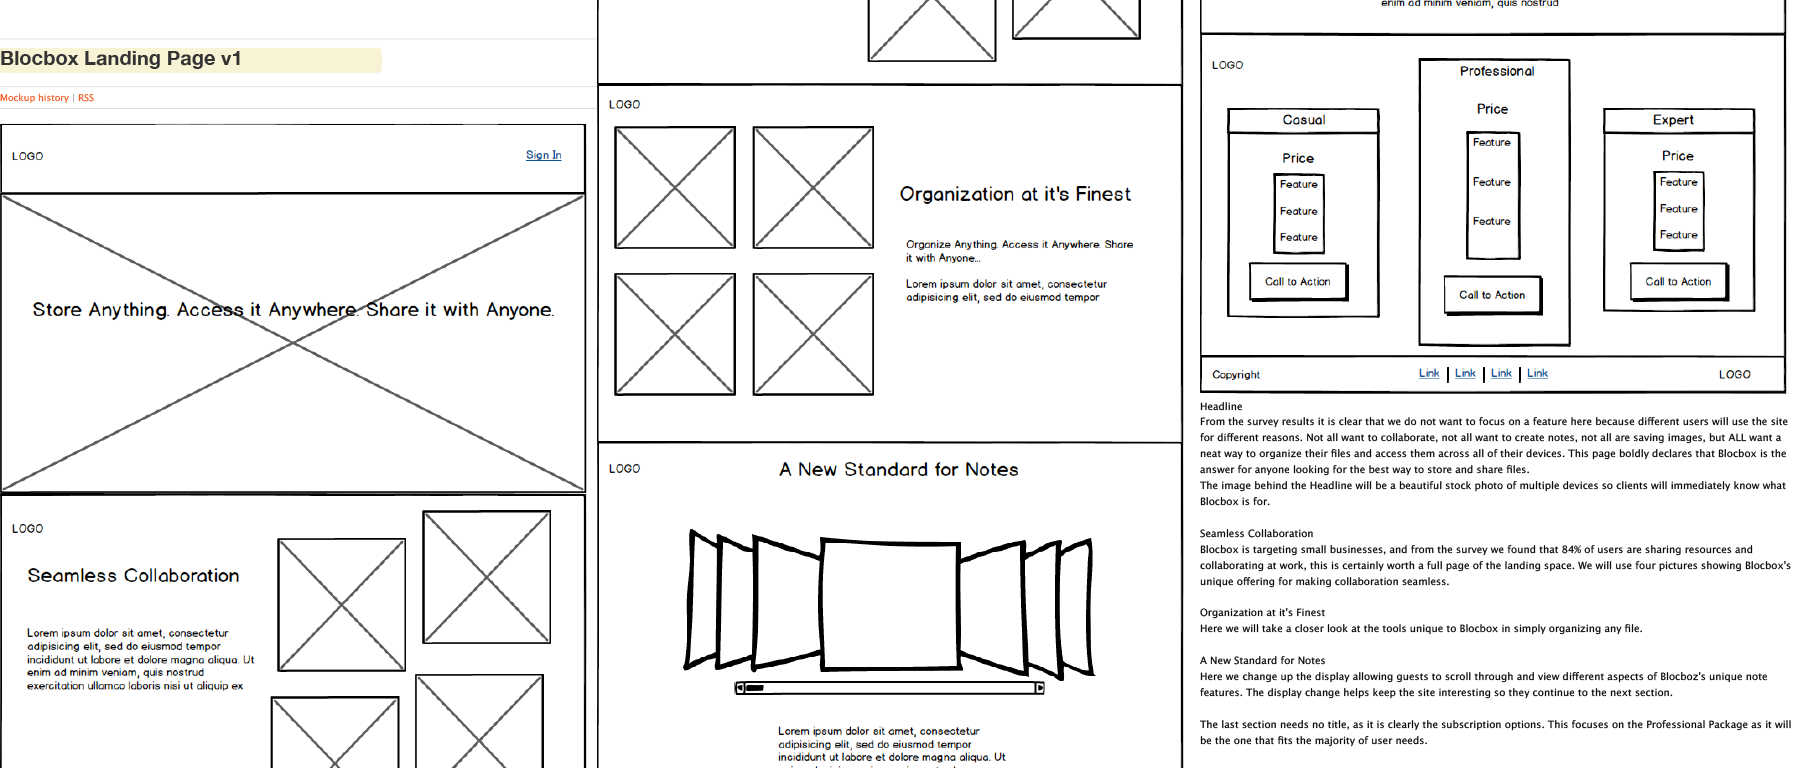 Blocbox Landing Page v1
Mockup history | RSS
LOGO
Sign In
Store Anything. Access it Anywhere. Share it with Anyone.
LOGO
Seamless Collaboration
Lorem ipsum dolor sit amet, consectetur
adipisicing elit, sed do eiusmod tempor
incididunt ut labore et dolore magna aliqua. Ut
enim ad minim veniam, quis nostrud
exercitation ullamco laboris nisi ut aliquip ex
LOGO
Organization at it's Finest
Organize Anything. Access it Anywhere. Share
it with Anyone...
Lorem ipsum dolor sit amet, consectetur
adipisicing elit, sed do eiusmod tempor
LOGO
A New Standard for Notes
Lorem ipsum dolor sit amet, consectetur
adipisicing elit, sed do eiusmod tempor
incididunt ut labore et dolore magna aliqua. Ut
enim ad minim veniam, quis nostrud
LOGO
Casual
Price
Feature
Feature
Feature
Call to Action
Professional
Price
Feature
Feature
Feature
Call to Action
Expert
Price
Feature
Feature
Feature
Call to Action
Copyright
Link | Link | Link | Link
LOGO
Headline
From the survey results it is clear that we do not want to focus on a feature here because different users will use the site
for different reasons. Not all want to collaborate, not all want to create notes, not all are saving images, but ALL want a
neat way to organize their files and access them across all of their devices. This page boldly declares that Blocbox is the
answer for anyone looking for the best way to store and share files.
The image behind the Headline will be a beautiful stock photo of multiple devices so clients will immediately know what
Blocbox is for.
Seamless Collaboration
Blocbox is targeting small businesses, and from the survey we found that 84% of users are sharing resources and
collaborating at work, this is certainly worth a full page of the landing space. We will use four pictures showing Blocbox's
unique offering for making collaboration seamless.
Organization at it's Finest
Here we will take a closer look at the tools unique to Blocbox in simply organizing any file.
A New Standard for Notes
Here we change up the display allowing guests to scroll through and view different aspects of Blocboz's unique note
features. The display change helps keep the site interesting so they continue to the next section.
The last section needs no title, as it is clearly the subscription options. This focuses on the Professional Package as it will
be the one that fits the majority of user needs.